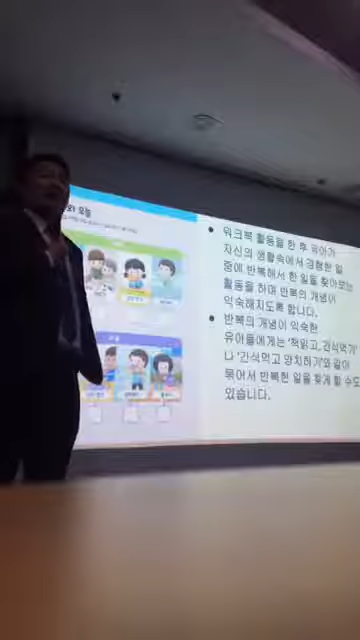 오늘
• 워크북 활동을 한 후 유아가
자신의 생활속에서 경험한 일
중에 반복해서 한 일을 찾아보는
활동을 하며 반복의 개념에
익숙해지도록 합니다.
• 반복의 개념이 익숙한
유아들에게는 '책읽고, 간식먹기'
나 '간식먹고 양치하기'와 같이
묶어서 반복한 일을 찾게 할 수도
있습니다.